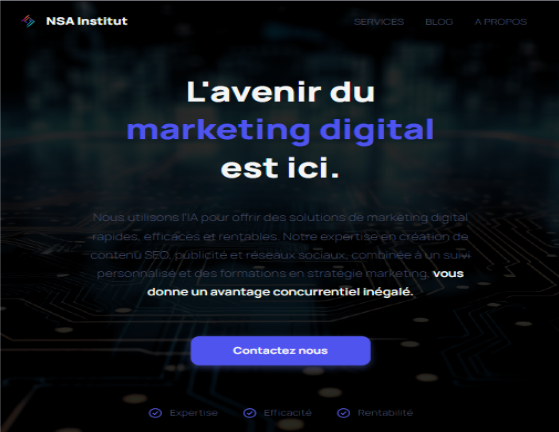 NSA Institut
SERVICES BLOG A PROPOS
L'avenir du
marketing digital
est ici.
Nous utilisons l'IA pour offrir des solutions de marketing digital
rapides, efficaces et rentables. Notre expertise en création de
contenu SEO, publicité et réseaux sociaux, combinée à un suivi
personnalisé et des formations en stratégie marketing, vous
donne un avantage concurrentiel inégalé.
Contactez nous
Expertise Efficacité Rentabilité